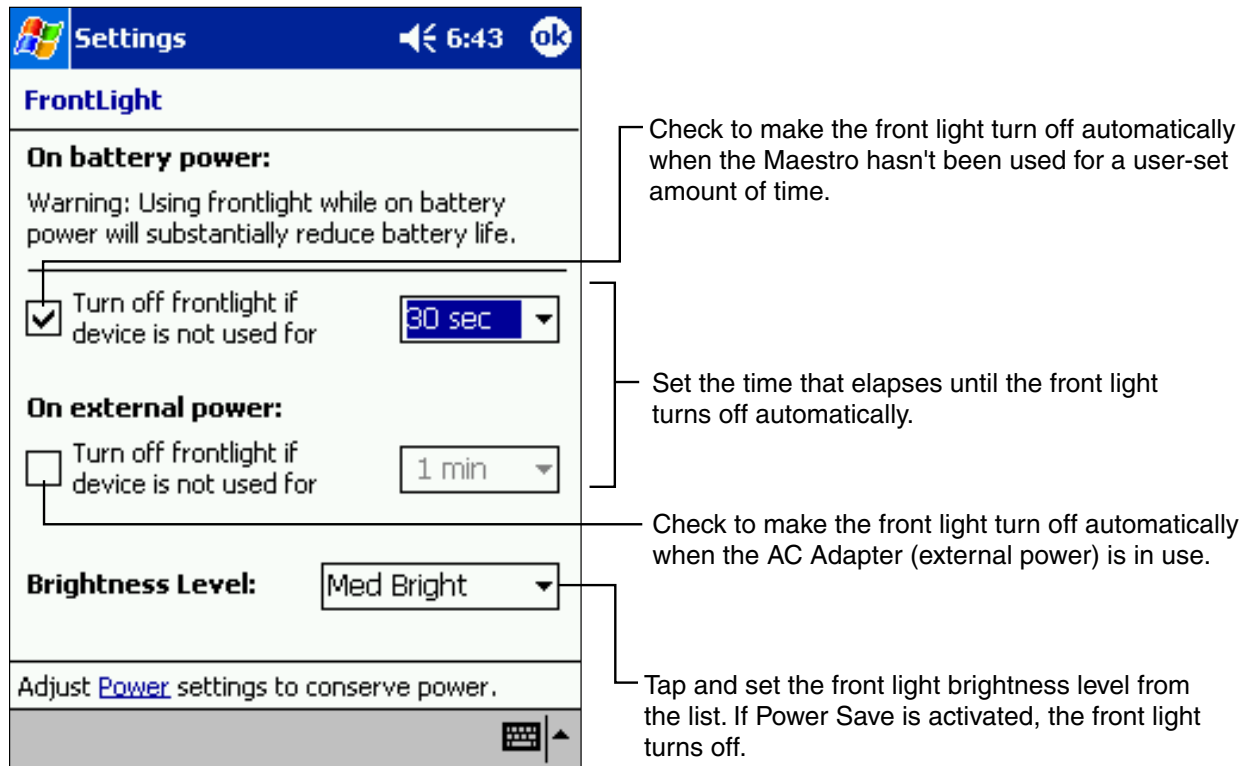 Settings 6:43 ok
FrontLight
On battery power:
Warning: Using frontlight while on battery
power will substantially reduce battery life.
Turn off frontlight if
device is not used for
30 sec
On external power:
Turn off frontlight if
device is not used for
1 min
Brightness Level: Med Bright
Adjust Power settings to conserve power.
Check to make the front light turn off automatically
when the Maestro hasn't been used for a user-set
amount of time.
Set the time that elapses until the front light
turns off automatically.
Check to make the front light turn off automatically
when the AC Adapter (external power) is in use.
Tap and set the front light brightness level from
the list. If Power Save is activated, the front light
turns off.